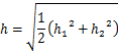 h = √(1/2 (h₁² + h₂²))